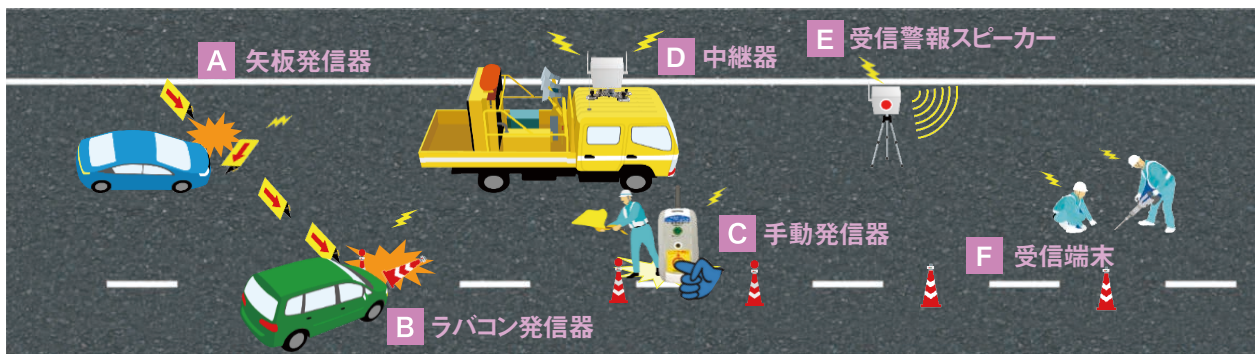 A 矢板発信器
D 中継器
E 受信警報スピーカー
C 手動発信器
F 受信端末
B ラバコン発信器